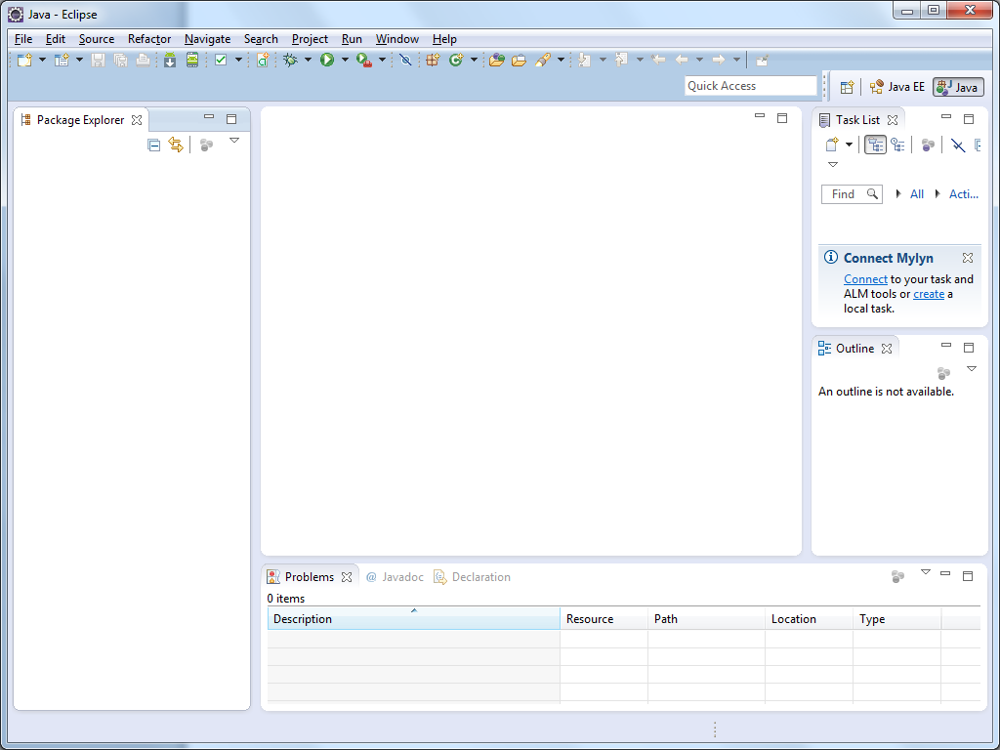 Java - Eclipse
File Edit Source Refactor Navigate Search Project Run Window Help
Quick Access
Java EE
Java
Package Explorer
Task List
Find
All
Acti...
Connect Mylyn
Connect to your task and
ALM tools or create a
local task.
Outline
An outline is not available.
Problems
@ Javadoc
Declaration
0 items
Description Resource Path Location Type